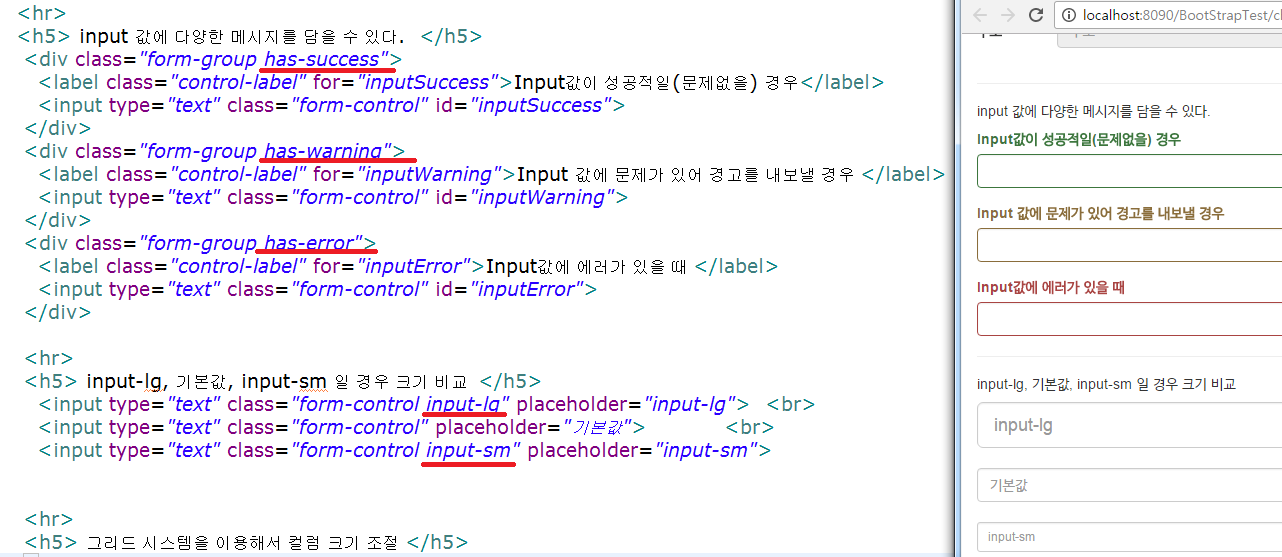 <hr>
<h5> input 값에 다양한 메시지를 담을 수 있다. </h5>
<div class="form-group has-success">
<label class="control-label" for="inputSuccess">Input값이 성공적일(문제없을) 경우</label>
<input type="text" class="form-control" id="inputSuccess">
</div>
<div class="form-group has-warning">
<label class="control-label" for="inputWarning">Input 값에 문제가 있어 경고를 내보낼 경우 </label>
<input type="text" class="form-control" id="inputWarning">
</div>
<div class="form-group has-error">
<label class="control-label" for="inputError">Input값에 에러가 있을 때 </label>
<input type="text" class="form-control" id="inputError">
</div>
<hr>
<h5> input-lg, 기본값, input-sm 일 경우 크기 비교 </h5>
<input type="text" class="form-control input-lg" placeholder="input-lg"> <br>
<input type="text" class="form-control" placeholder="기본값"> <br>
<input type="text" class="form-control input-sm" placeholder="input-sm">
<hr>
<h5> 그리드 시스템을 이용해서 컬럼 크기 조절 </h5>
localhost:8090/BootStrapTest/cl
input 값에 다양한 메시지를 담을 수 있다.
Input값이 성공적일(문제없을) 경우
Input 값에 문제가 있어 경고를 내보낼 경우
Input값에 에러가 있을 때
input-lg, 기본값, input-sm 일 경우 크기 비교
input-lg
기본값
input-sm